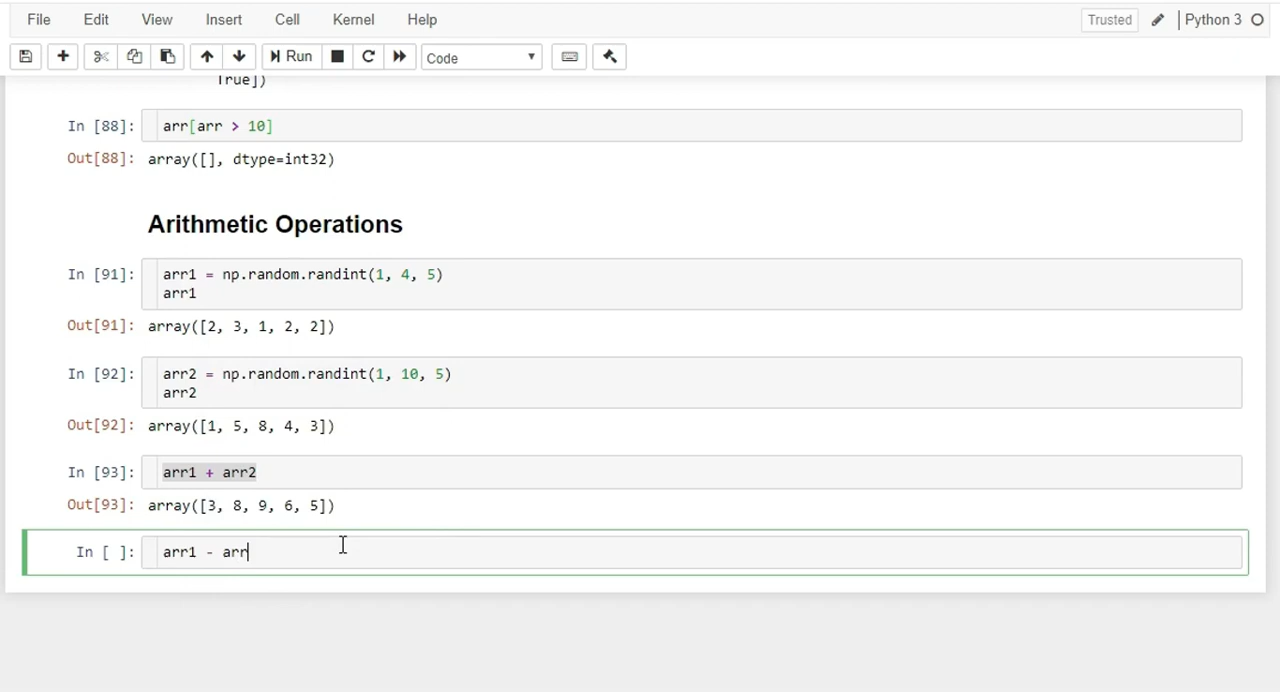 File Edit View Insert Cell Kernel Help Trusted Python 3
Run Code
True])
In [88]: arr[arr > 10]
Out[88]: array([], dtype=int32)
Arithmetic Operations
In [91]: arr1 = np.random.randint(1, 4, 5)
arr1
Out[91]: array([2, 3, 1, 2, 2])
In [92]: arr2 = np.random.randint(1, 10, 5)
arr2
Out[92]: array([1, 5, 8, 4, 3])
In [93]: arr1 + arr2
Out[93]: array([3, 8, 9, 6, 5])
In [ ]: arr1 - arr